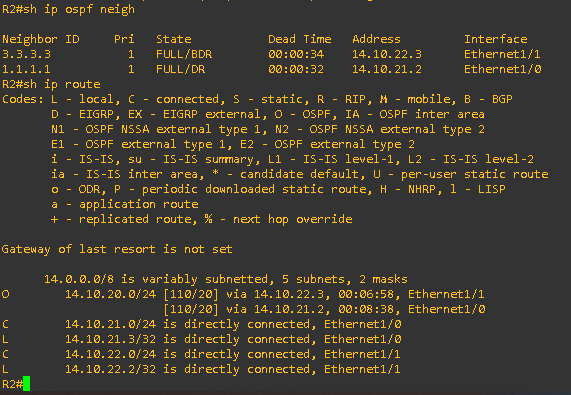 R2#sh ip ospf neigh
Neighbor ID     Pri   State           Dead Time   Address         Interface
3.3.3.3           1   FULL/BDR        00:00:34    14.10.22.3      Ethernet1/1
1.1.1.1           1   FULL/DR         00:00:32    14.10.21.2      Ethernet1/0
R2#sh ip route
Codes: L - local, C - connected, S - static, R - RIP, M - mobile, B - BGP
       D - EIGRP, EX - EIGRP external, O - OSPF, IA - OSPF inter area
       N1 - OSPF NSSA external type 1, N2 - OSPF NSSA external type 2
       E1 - OSPF external type 1, E2 - OSPF external type 2
       i - IS-IS, su - IS-IS summary, L1 - IS-IS level-1, L2 - IS-IS level-2
       ia - IS-IS inter area, * - candidate default, U - per-user static route
       o - ODR, P - periodic downloaded static route, H - NHRP, l - LISP
       a - application route
       + - replicated route, % - next hop override
Gateway of last resort is not set
      14.0.0.0/8 is variably subnetted, 5 subnets, 2 masks
O        14.10.20.0/24 [110/20] via 14.10.22.3, 00:06:58, Ethernet1/1
                       [110/20] via 14.10.21.2, 00:08:38, Ethernet1/0
C        14.10.21.0/24 is directly connected, Ethernet1/0
L        14.10.21.3/32 is directly connected, Ethernet1/0
C        14.10.22.0/24 is directly connected, Ethernet1/1
L        14.10.22.2/32 is directly connected, Ethernet1/1
R2#